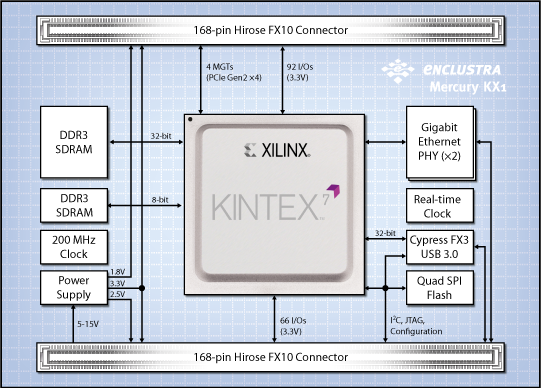 168-pin Hirose FX10 Connector
4 MGTs
(PCIe Gen2 ×4)
92 I/Os
(3.3V)
ENCLUSTRA
Mercury KX1
DDR3
SDRAM
32-bit
XILINX
Gigabit
Ethernet
PHY (×2)
DDR3
SDRAM
8-bit
KINTEX 7
Real-time
Clock
200 MHz
Clock
32-bit
Cypress FX3
USB 3.0
Power
Supply
1.8V
3.3V
2.5V
Quad SPI
Flash
5-15V
66 I/Os
(3.3V)
I²C, JTAG,
Configuration
168-pin Hirose FX10 Connector